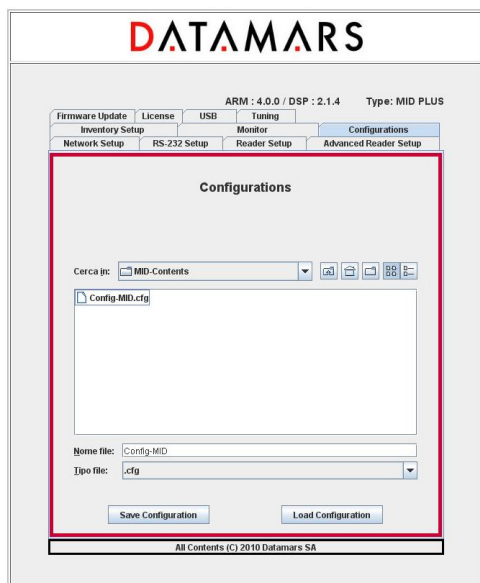 DATAMARS
ARM : 4.0.0 / DSP : 2.1.4 Type: MID PLUS
Firmware Update License USB Tuning
Inventory Setup Monitor Configurations
Network Setup RS-232 Setup Reader Setup Advanced Reader Setup
Configurations
Cerca in: MID-Contents
Config-MID.cfg
Nome file: Config-MID
Tipo file: .cfg
Save Configuration Load Configuration
All Contents (C) 2010 Datamars SA